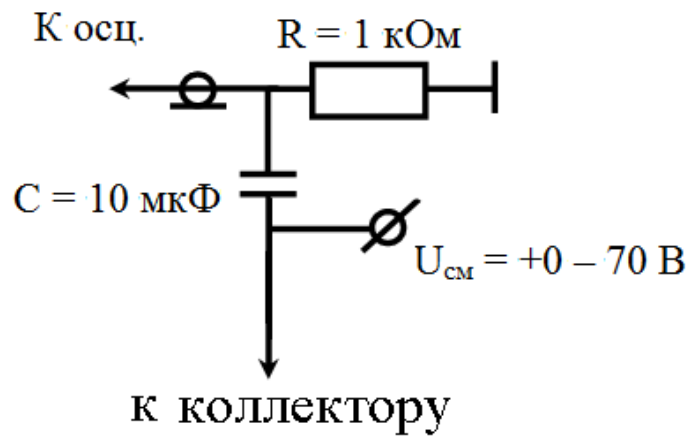 К осц.
R = 1 кОм
C = 10 мкФ
Uсм = +0 – 70 В
к коллектору